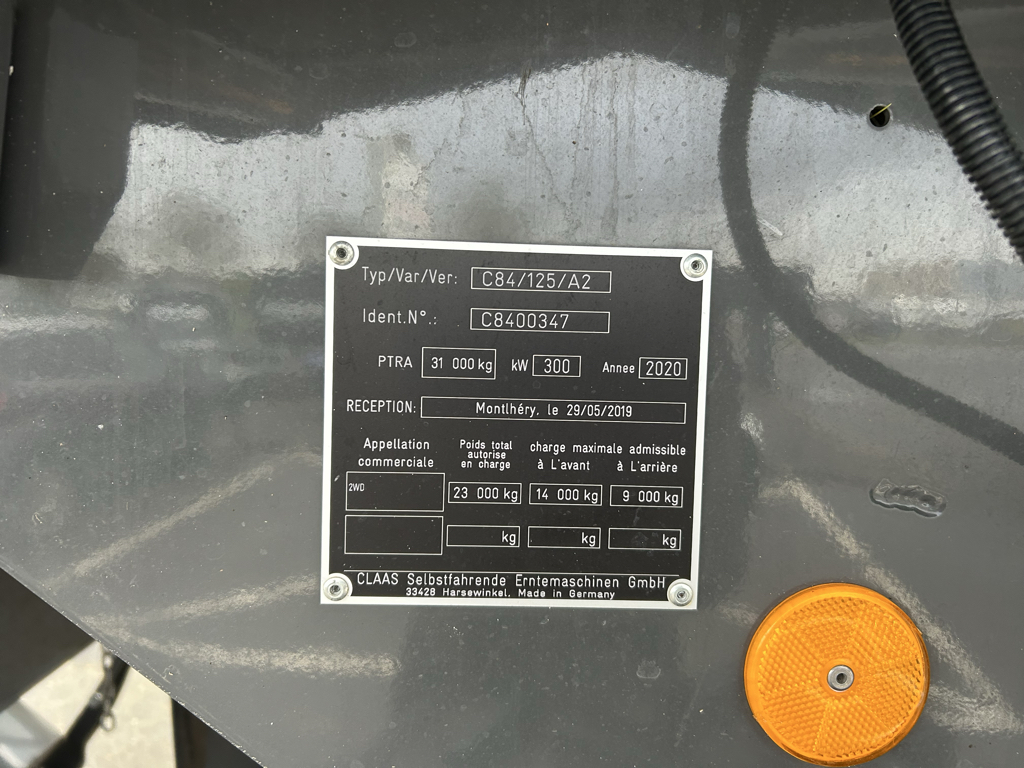 Typ/Var/Ver: C84/125/A2
Ident.N°.: C8400347
PTRA 31 000 kg kW 300 Annee 2020
RECEPTION: Montlhéry, le 29/05/2019
Appellation commerciale
Poids total autorise en charge
charge maximale admissible
à L'avant à L'arrière
2WD 23 000 kg 14 000 kg 9 000 kg
kg kg kg
CLAAS Selbstfahrende Erntemaschinen GmbH
33428 Harsewinkel, Made in Germany